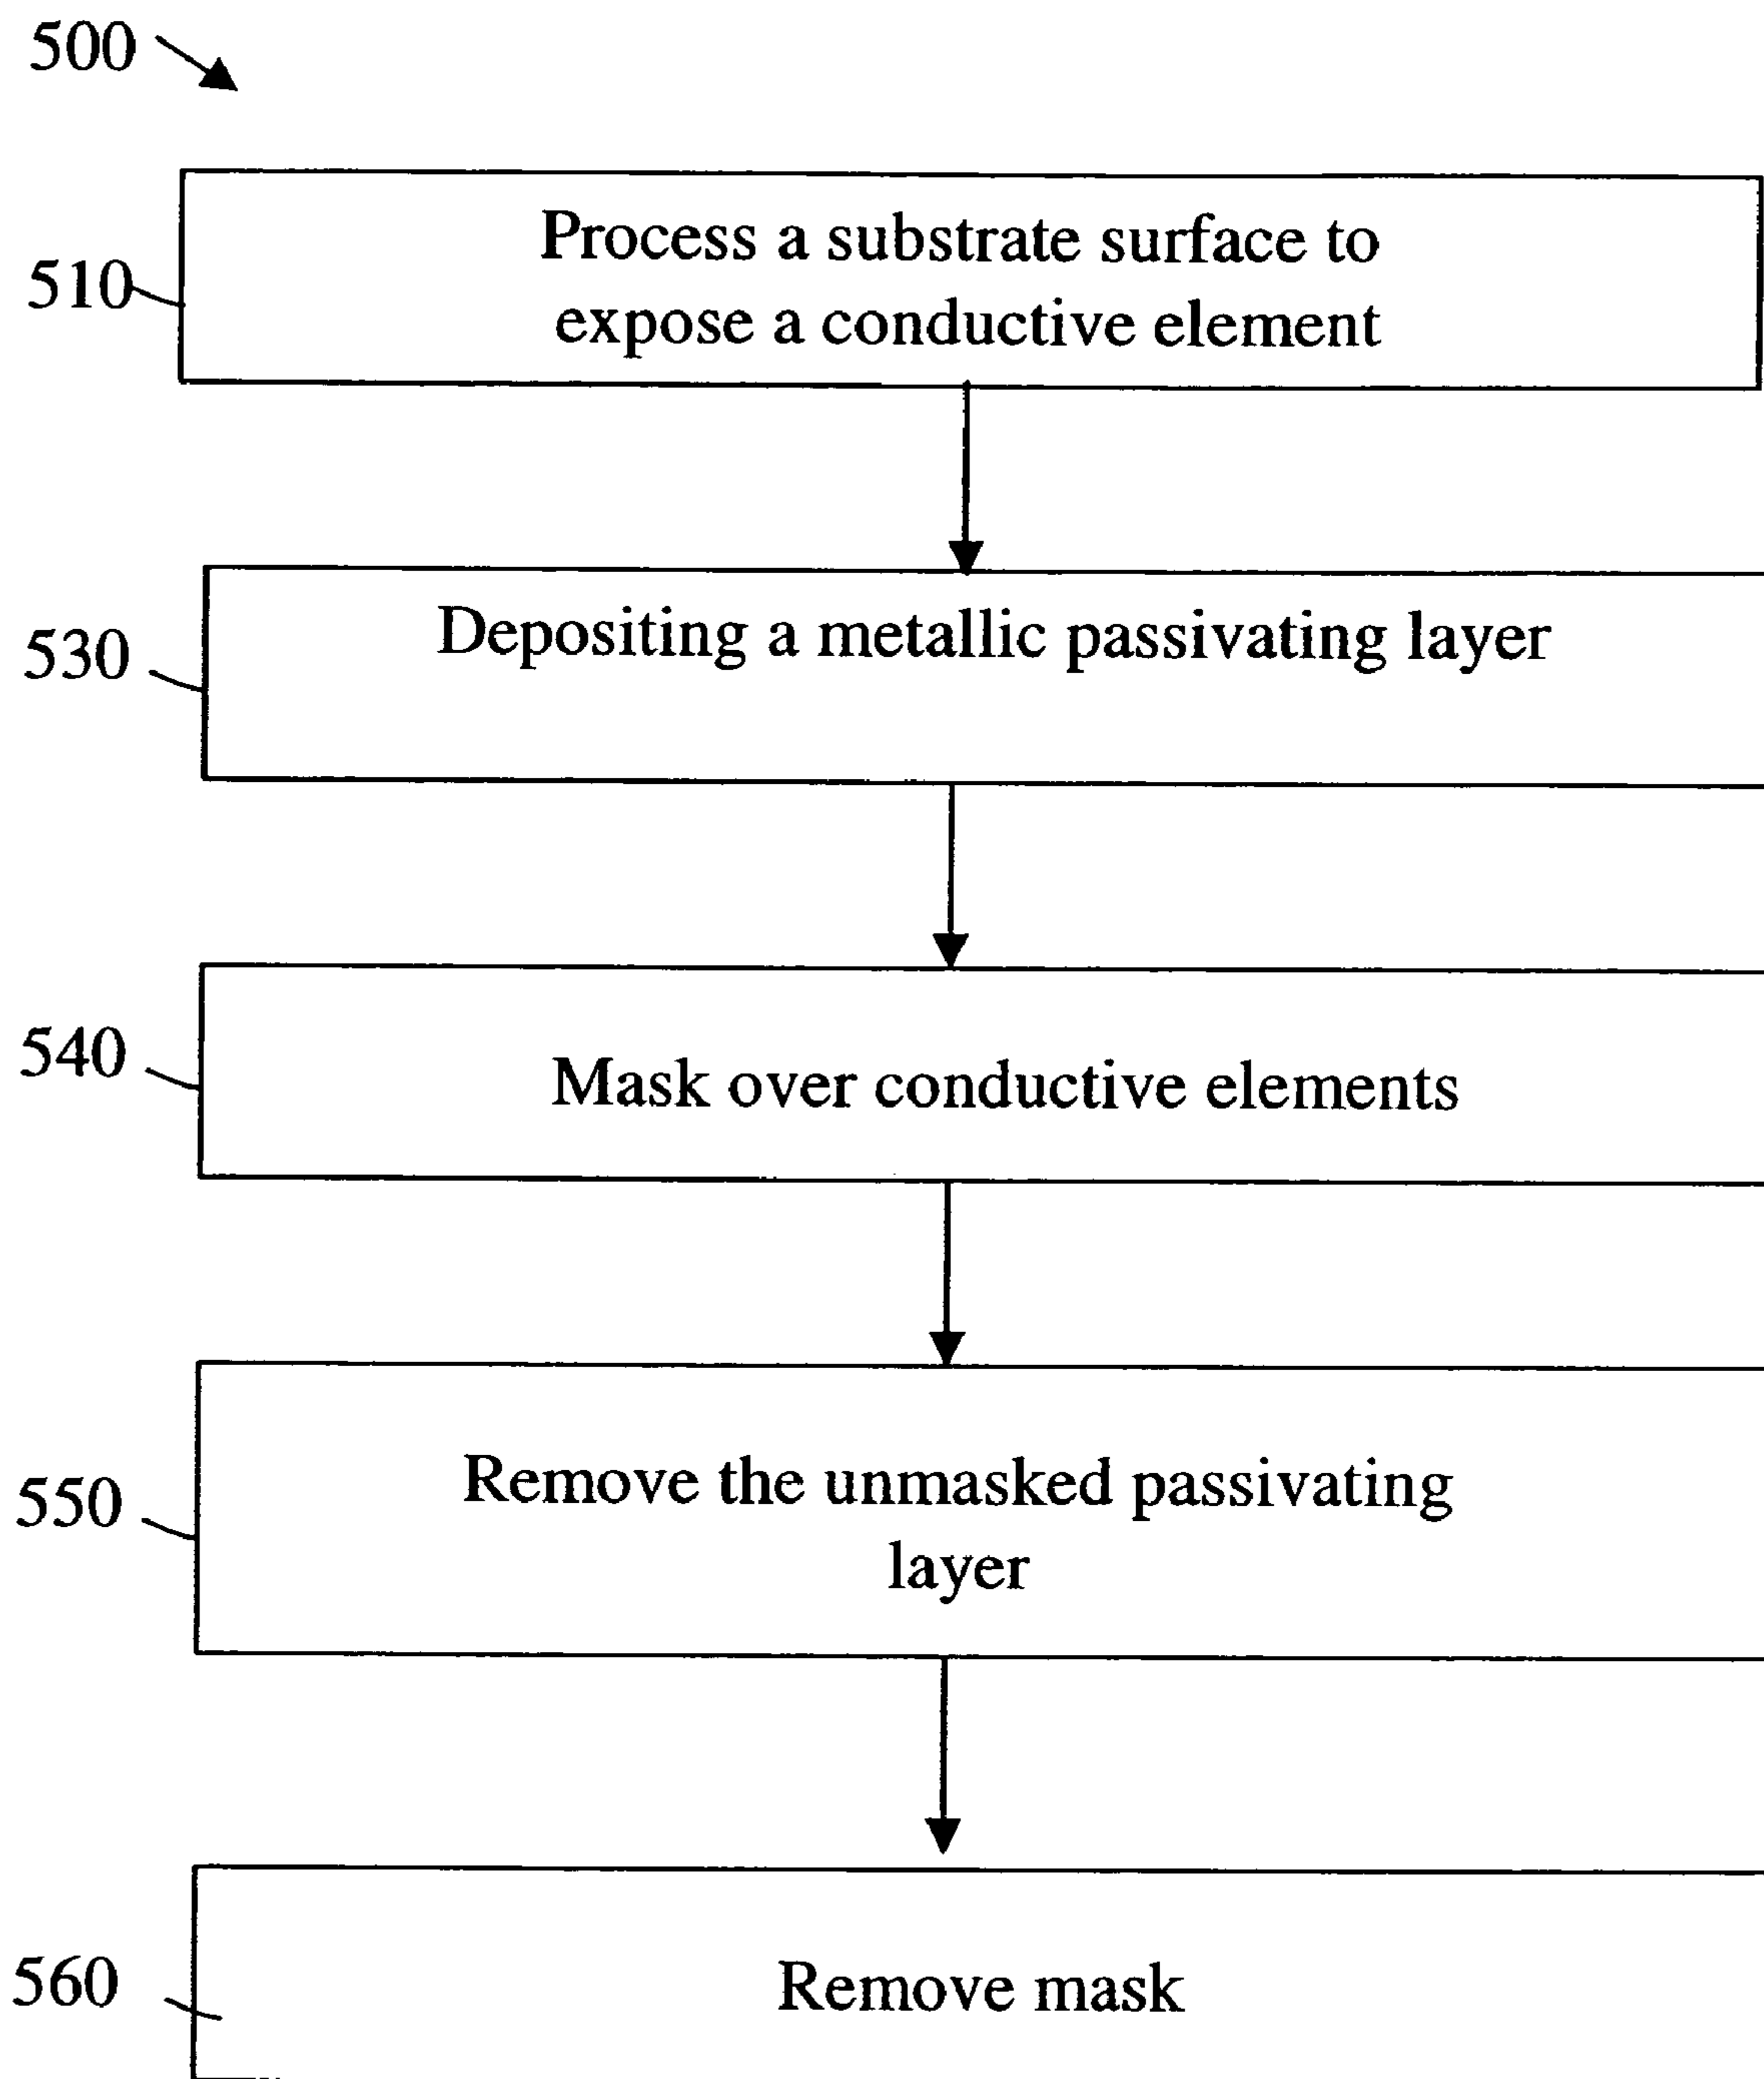 500
510
Process a substrate surface to
expose a conductive element
530
Depositing a metallic passivating layer
540
Mask over conductive elements
550
Remove the unmasked passivating
layer
560
Remove mask